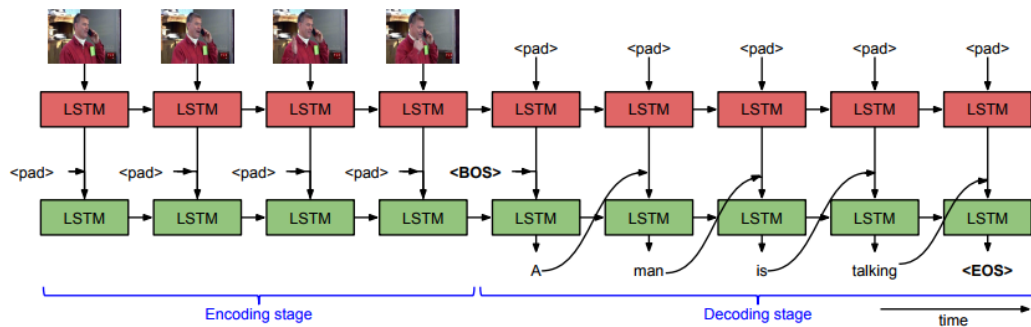 <pad> <pad> <pad> <pad> <pad>
LSTM LSTM LSTM LSTM LSTM LSTM LSTM LSTM LSTM
<pad> <pad> <pad> <pad> <BOS>
LSTM LSTM LSTM LSTM LSTM LSTM LSTM LSTM LSTM
A man is talking <EOS>
Encoding stage Decoding stage time